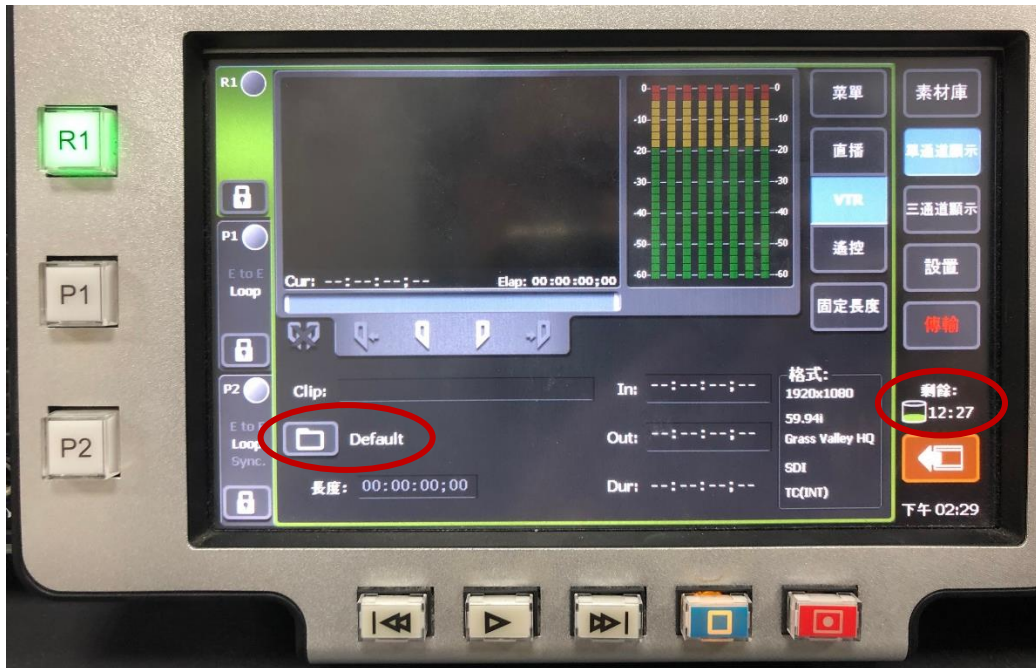 R1
P1
P2
R1
P1
E to E
Loop
P2
E to E
Loop
Sync.
Cur: --:--:--;--
Elap: 00:00:00;00
0- -0
-10- -10
-20- -20
-30- -30
-40- -40
-50- -50
-60- -60
菜單
直播
VTR
遙控
固定長度
素材庫
單通道顯示
三通道顯示
設置
傳輸
Clip:
Default
長度: 00:00:00;00
In: --:--:--;--
Out: --:--:--;--
Dur: --:--:--;--
格式:
1920x1080
59.94i
Grass Valley HQ
SDI
TC(INT)
剩餘:
12:27
下午 02:29